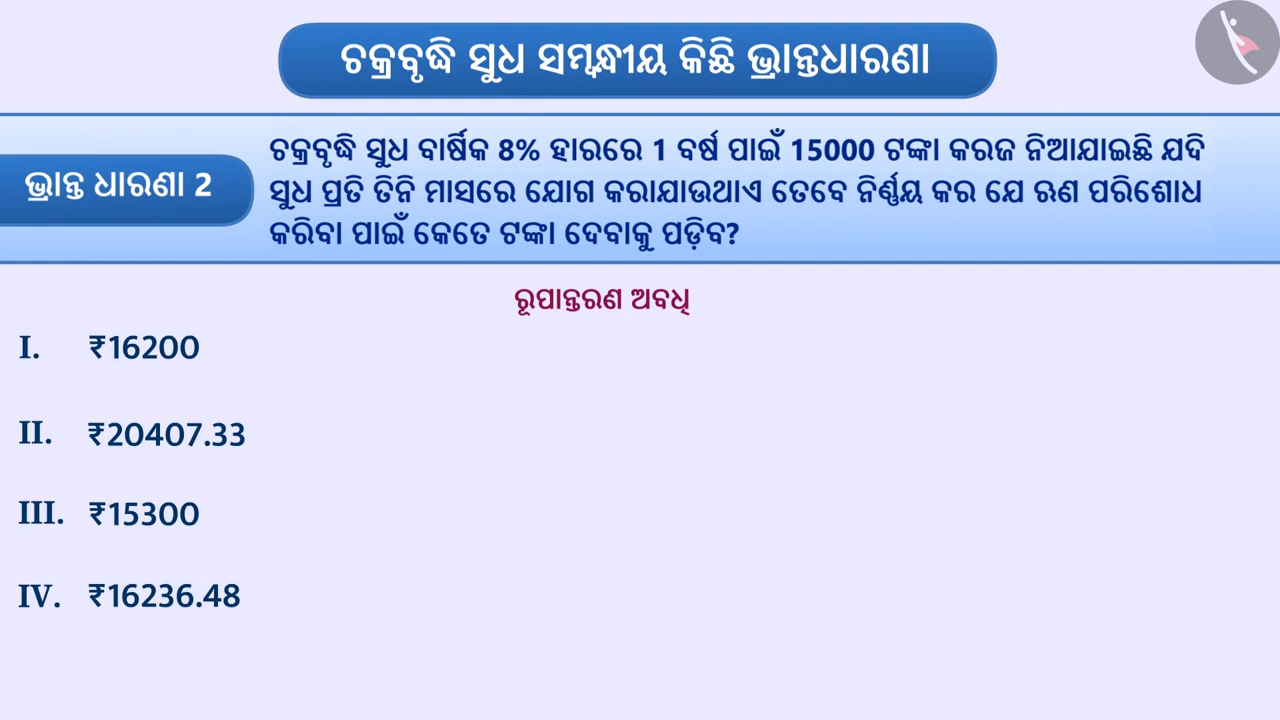 ଚକ୍ରବୃଦ୍ଧି ସୁଧ ସମ୍ବନ୍ଧୀୟ କିଛି ଭ୍ରାନ୍ତଧାରଣା
ଭ୍ରାନ୍ତ ଧାରଣା 2
ଚକ୍ରବୃଦ୍ଧି ସୁଧ ବାର୍ଷିକ 8% ହାରରେ 1 ବର୍ଷ ପାଇଁ 15000 ଟଙ୍କା କରଜ ନିଆଯାଇଛି ଯଦି
ସୁଧ ପ୍ରତି ତିନି ମାସରେ ଯୋଗ କରାଯାଉଥାଏ ତେବେ ନିର୍ଣ୍ଣୟ କର ଯେ ଋଣ ପରିଶୋଧ
କରିବା ପାଇଁ କେତେ ଟଙ୍କା ଦେବାକୁ ପଡ଼ିବ?
ରୂପାନ୍ତରଣ ଅବଧି
I. ₹16200
II. ₹20407.33
III. ₹15300
IV. ₹16236.48